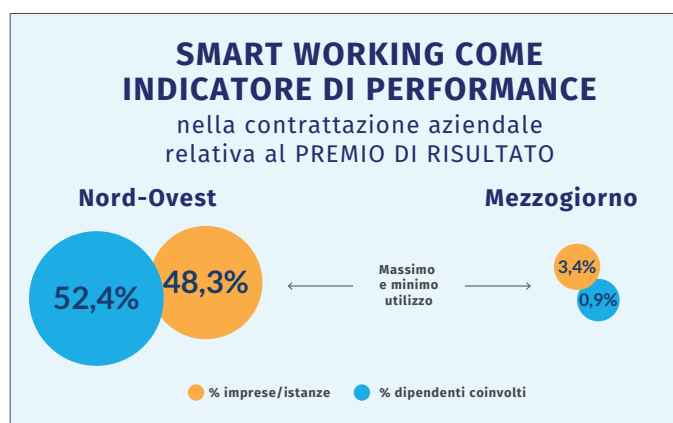 SMART WORKING COME
INDICATORE DI PERFORMANCE
nella contrattazione aziendale
relativa al PREMIO DI RISULTATO
Nord-Ovest
Mezzogiorno
52,4%
48,3%
Massimo
e minimo
utilizzo
3,4%
0,9%
% imprese/istanze
% dipendenti coinvolti